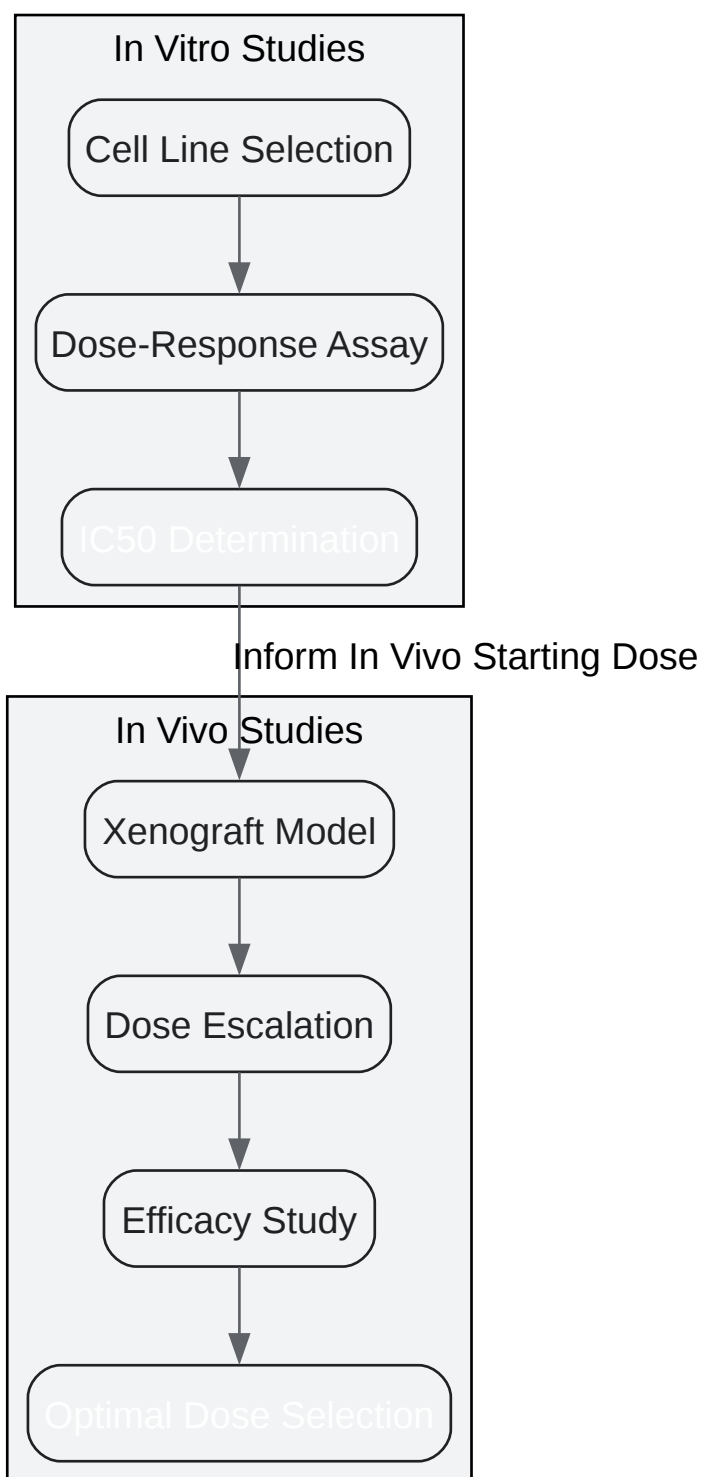 In Vitro Studies
Cell Line Selection
Dose-Response Assay
IC50 Determination
Inform In Vivo Starting Dose
In Vivo Studies
Xenograft Model
Dose Escalation
Efficacy Study
Optimal Dose Selection